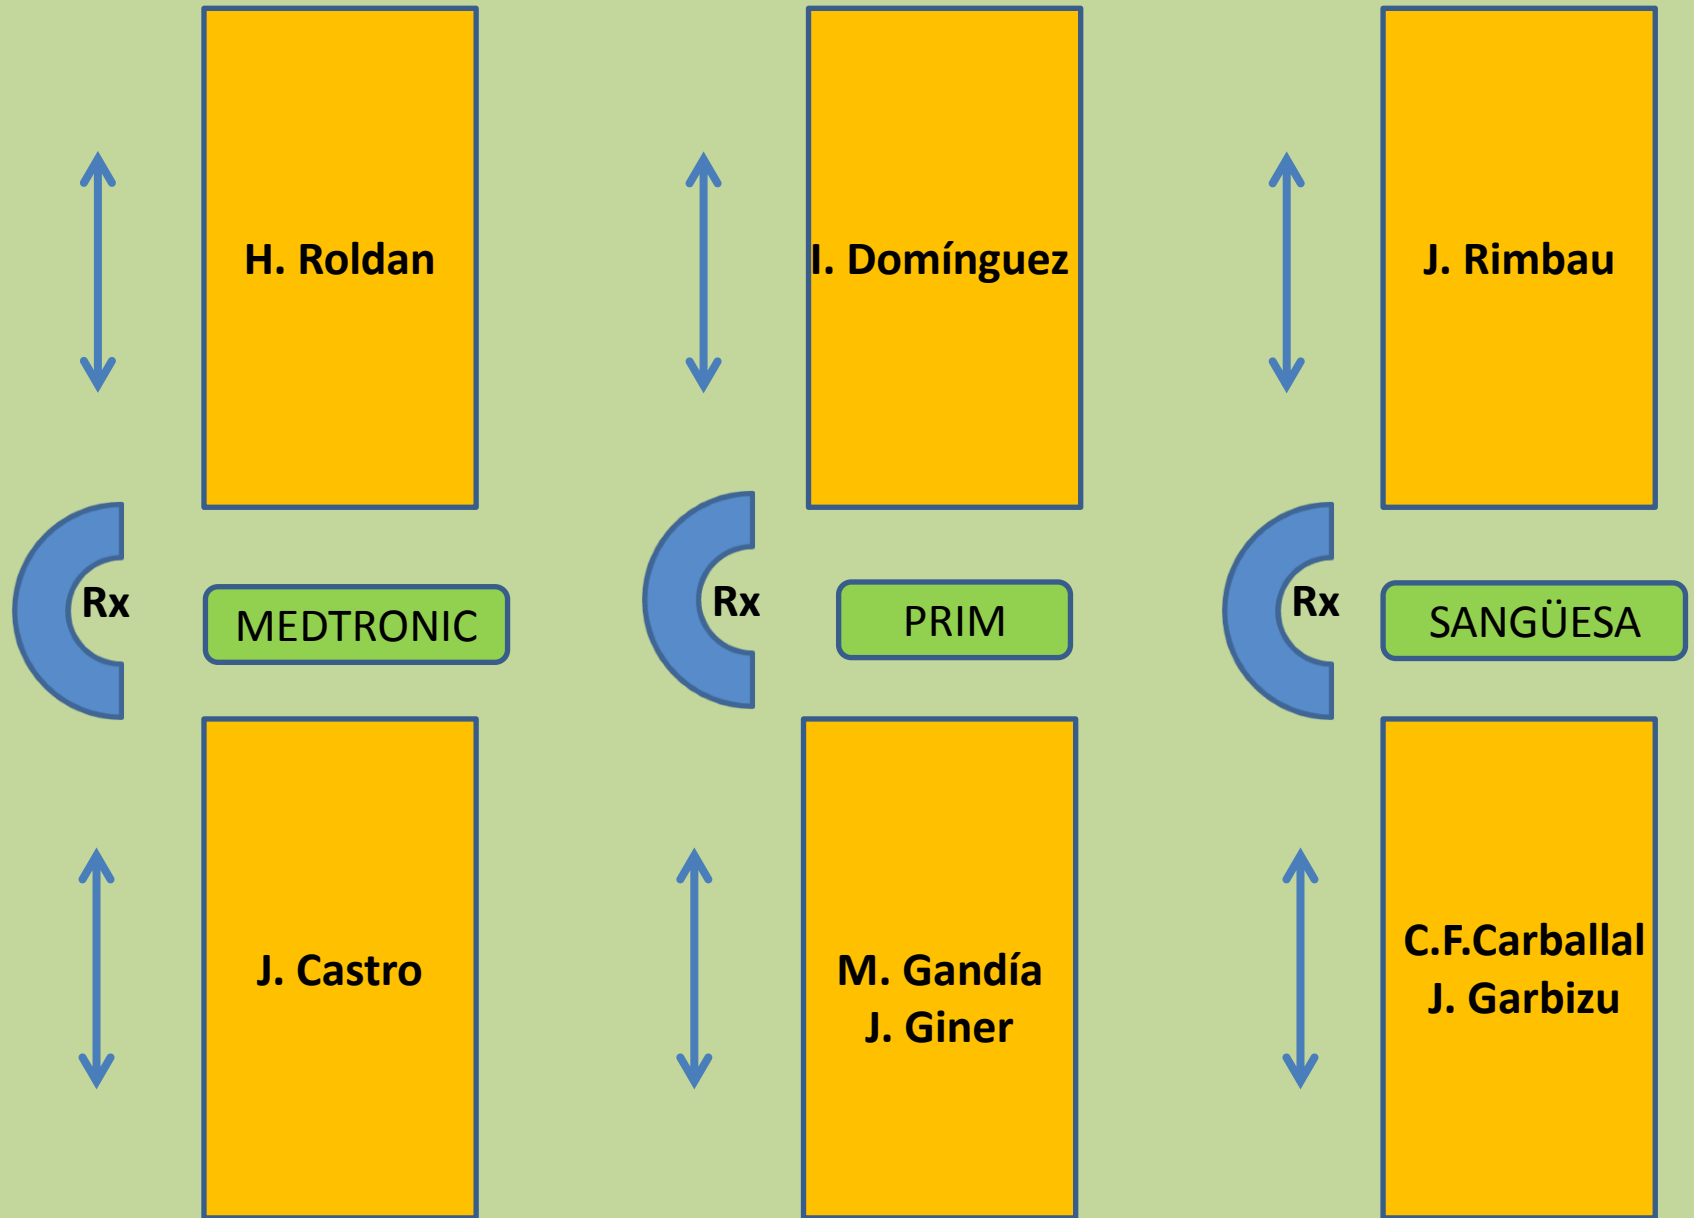 H. Roldan
I. Domínguez
J. Rimbau
Rx
MEDTRONIC
Rx
PRIM
Rx
SANGÜESA
J. Castro
M. Gandía
J. Giner
C.F.Carballal
J. Garbizu